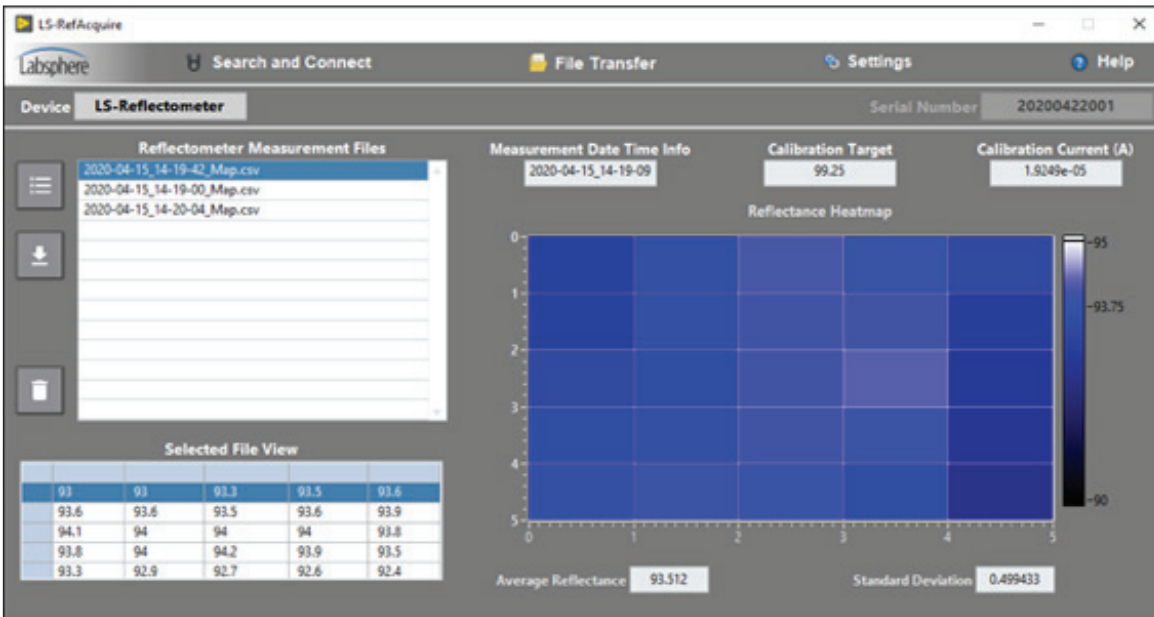 LS-RefAcquire
Labsphere Search and Connect File Transfer Settings Help
Device LS-Reflectometer Serial Number 20200422001
Reflectometer Measurement Files
2020-04-15_14-19-42_Map.csv
2020-04-15_14-19-00_Map.csv
2020-04-15_14-20-04_Map.csv
Selected File View
93 93 93.3 93.5 93.6
93.6 93.6 93.5 93.6 93.9
94.1 94 94 94 93.8
93.8 94 94.2 93.9 93.5
93.3 92.9 92.7 92.6 92.4
Measurement Date Time Info
2020-04-15_14-19-09
Calibration Target
99.25
Calibration Current (A)
1.9249e-05
Reflectance Heatmap
0
1
2
3
4
5
0 1 2 3 4 5
95
93.75
90
Average Reflectance 93.512
Standard Deviation 0.499433